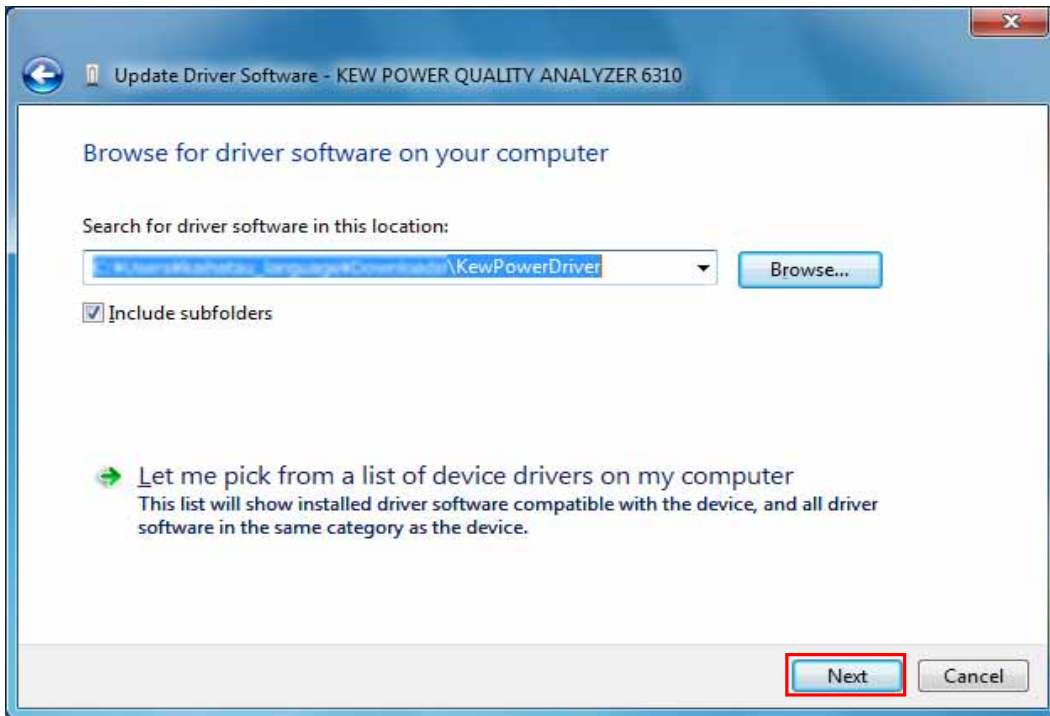 Update Driver Software - KEW POWER QUALITY ANALYZER 6310
Browse for driver software on your computer
Search for driver software in this location:
\KewPowerDriver
Browse...
Include subfolders
Let me pick from a list of device drivers on my computer
This list will show installed driver software compatible with the device, and all driver
software in the same category as the device.
Next
Cancel